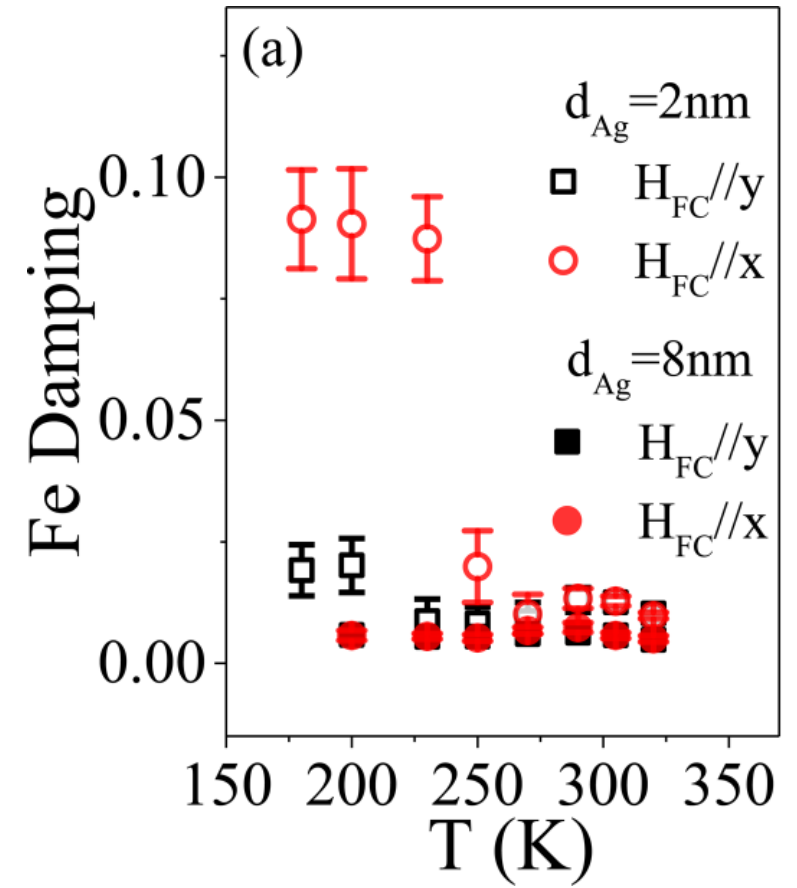 (a)
d_Ag=2nm
H_FC//y
H_FC//x
d_Ag=8nm
H_FC//y
H_FC//x
Fe Damping
0.10
0.05
0.00
150 200 250 300 350
T (K)